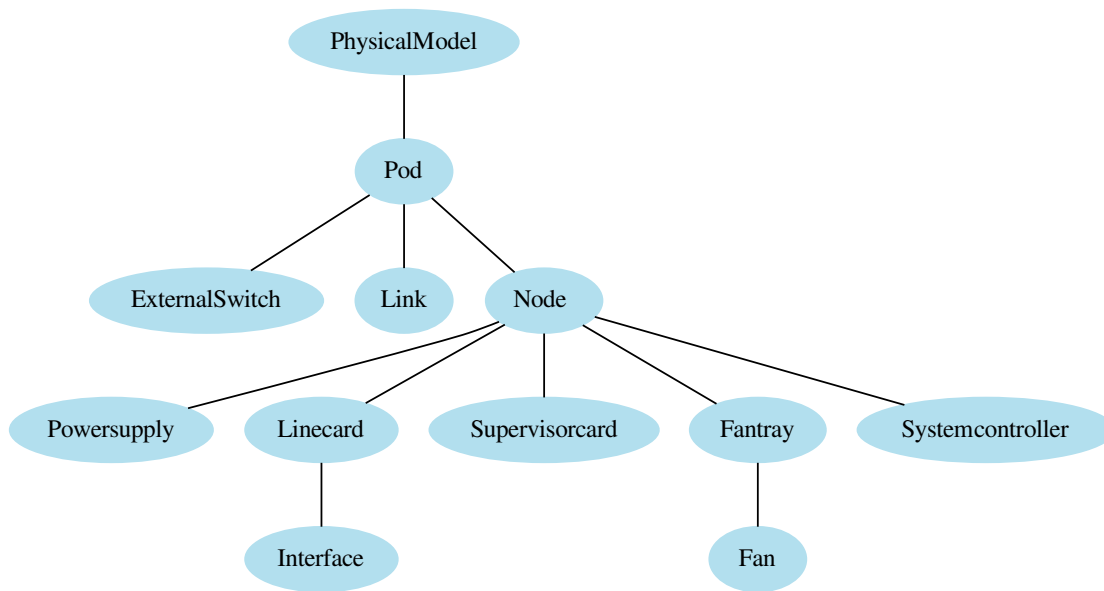 PhysicalModel
Pod
ExternalSwitch
Link
Node
Powersupply
Linecard
Supervisorcard
Fantray
Systemcontroller
Interface
Fan